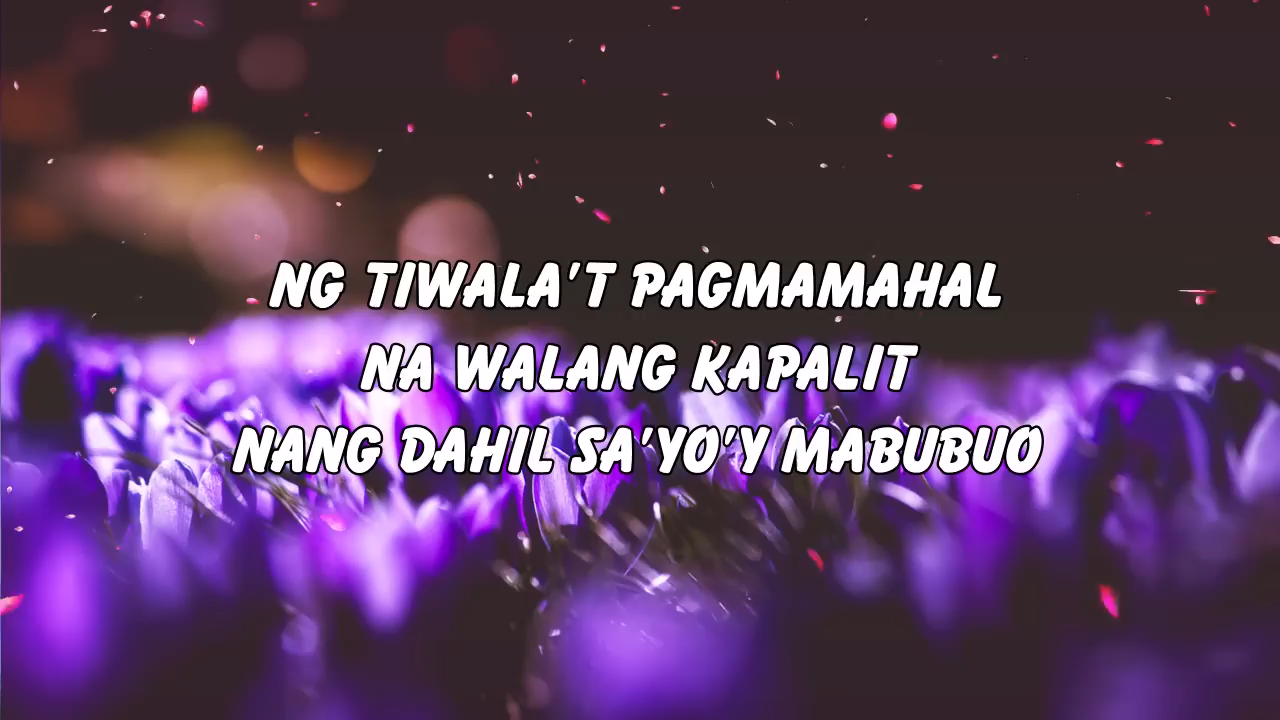 NG TIWALA'T PAGMAMAHAL
NA WALANG KAPALIT
NANG DAHIL SA'YO'Y MABUBUO